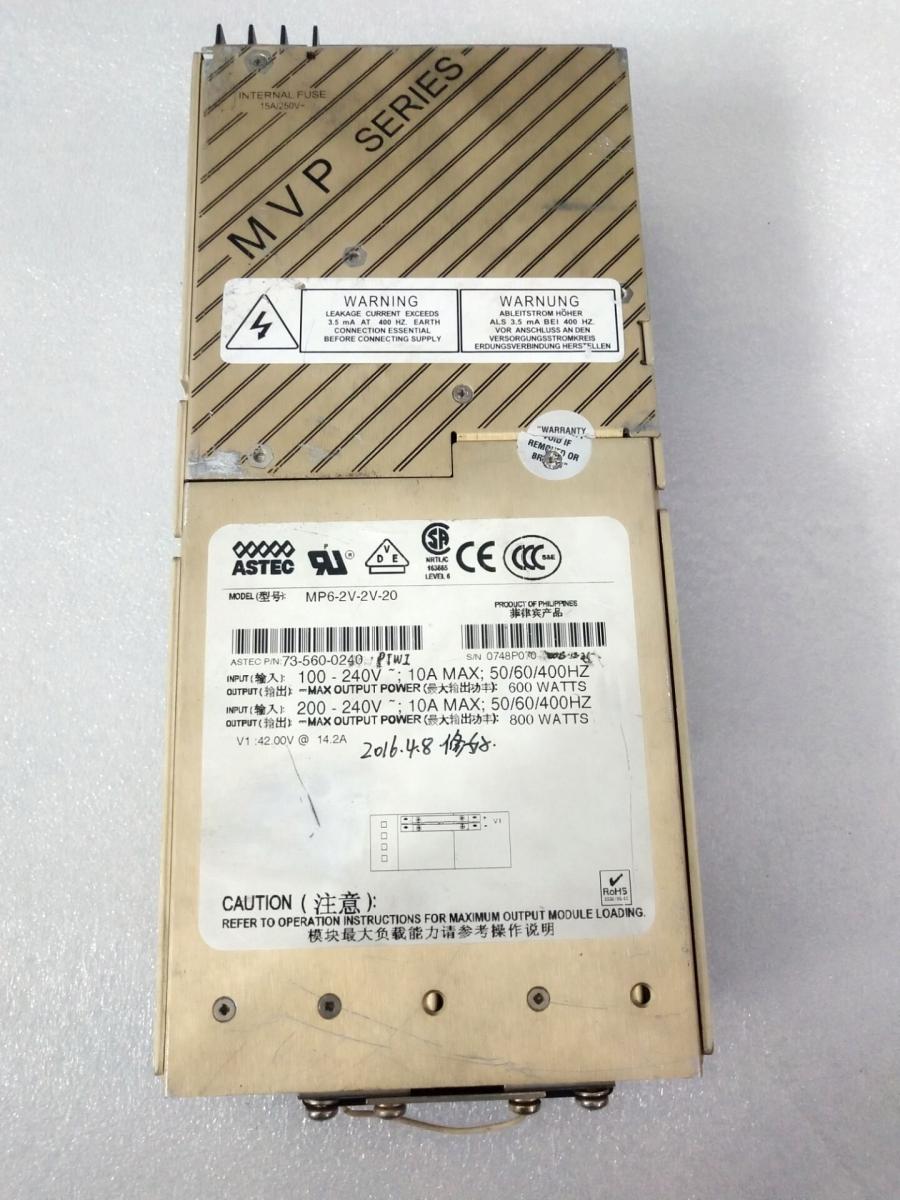 INTERNAL FUSE
15A/250V~
MVP SERIES
WARNING
LEAKAGE CURRENT EXCEEDS
3.5 mA AT 400 HZ. EARTH
CONNECTION ESSENTIAL
BEFORE CONNECTING SUPPLY
WARNUNG
ABLEITSTROM HÖHER
ALS 3.5 mA BEI 400 HZ.
VOR ANSCHLUSS AN DEN
VERSORGUNGSSTROMKREIS
ERDUNGSVERBINDUNG HERSTELLEN
"WARRANTY
VOID IF
OR
ASTEC
VDE
NRTL/C
163665
LEVEL 6
CE
CCC S&E
MODEL (型号): MP6-2V-2V-20
PRODUCT OF PHILIPPINES
菲律宾产品
ASTEC P/N: 73-560-0240
S/N 0748P070
INPUT (输入): 100 - 240V ~; 10A MAX; 50/60/400HZ
OUTPUT (输出): ⎓MAX OUTPUT POWER (最大输出功率): 600 WATTS
INPUT (输入): 200 - 240V ~; 10A MAX; 50/60/400HZ
OUTPUT (输出): ⎓MAX OUTPUT POWER (最大输出功率): 800 WATTS
V1 :42.00V @ 14.2A
2016.4.8
+ V1
-
RoHS
CAUTION (注意):
REFER TO OPERATION INSTRUCTIONS FOR MAXIMUM OUTPUT MODULE LOADING.
模块最大负载能力请参考操作说明